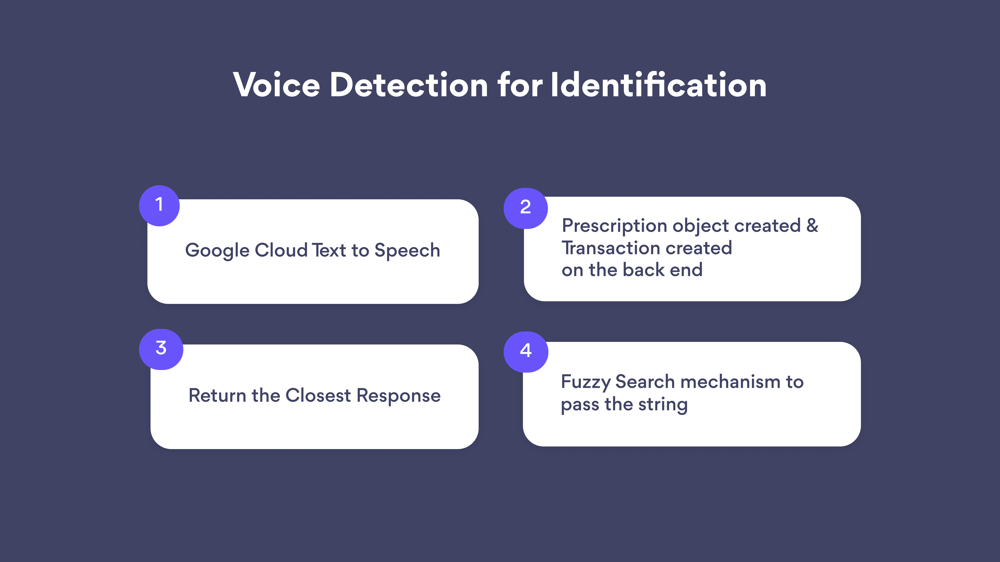 Voice Detection for Identification
1
Google Cloud Text to Speech
2
Prescription object created &
Transaction created
on the back end
3
Return the Closest Response
4
Fuzzy Search mechanism to
pass the string